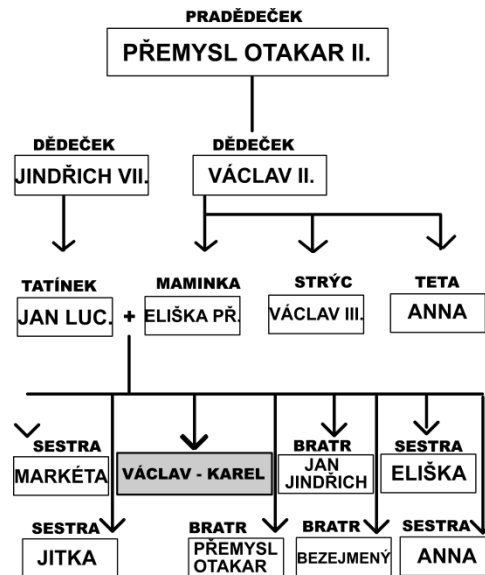 PRADĚDEČEK
PŘEMYSL OTAKAR II.
DĚDEČEK
JINDŘICH VII.
DĚDEČEK
VÁCLAV II.
TATÍNEK
JAN LUC.
+
MAMINKA
ELIŠKA PŘ.
STRÝC
VÁCLAV III.
TETA
ANNA
SESTRA
MARKÉTA
VÁCLAV - KAREL
BRATR
JAN
JINDŘICH
SESTRA
ELIŠKA
SESTRA
JITKA
BRATR
PŘEMYSL
OTAKAR
BRATR
BEZEJMENÝ
SESTRA
ANNA